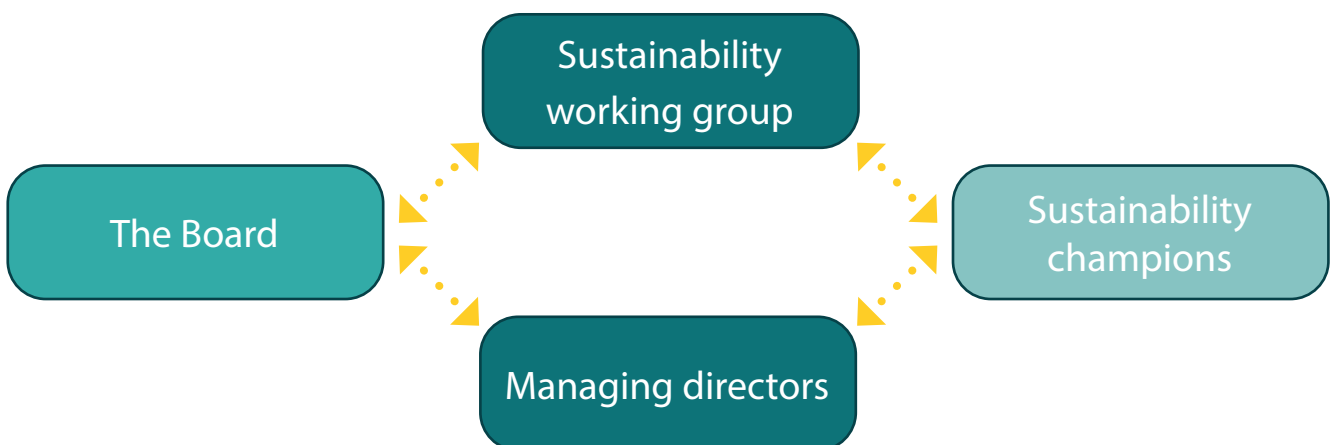 Sustainability
working group
The Board
Sustainability
champions
Managing directors